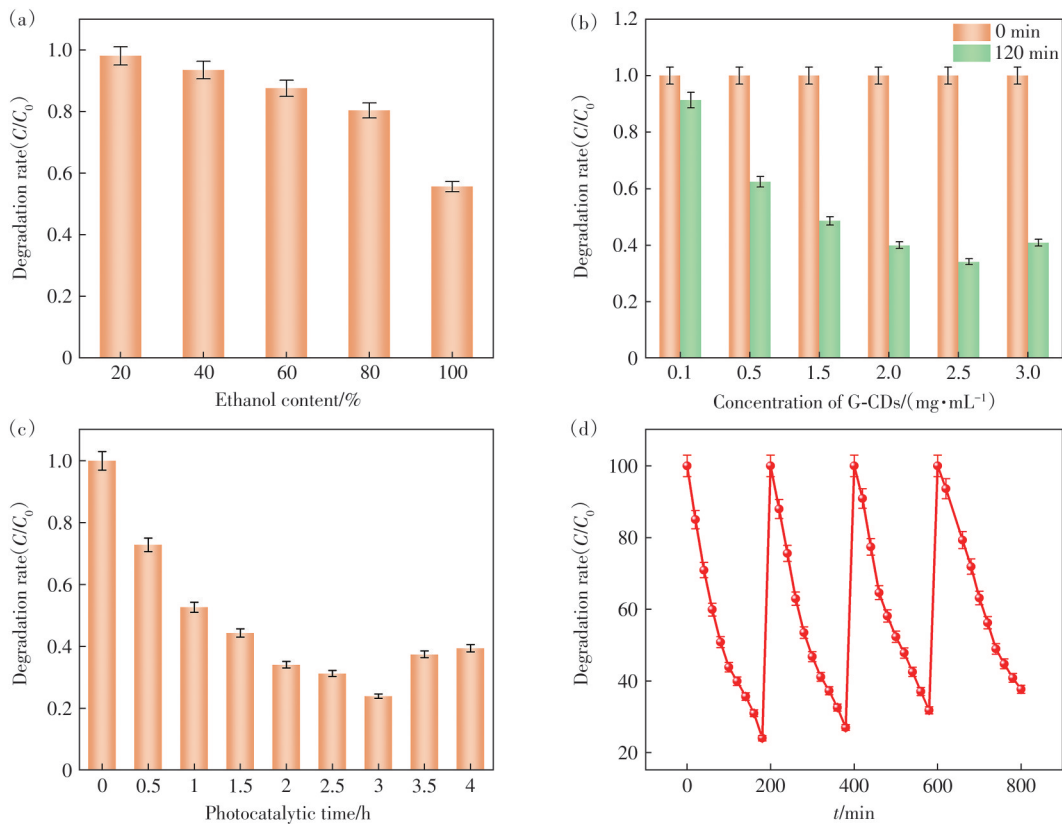 (a)
1.0
0.8
0.6
0.4
0.2
0
Degradation rate(C/C₀)
20 40 60 80 100
Ethanol content/%
(b)
1.2
1.0
0.8
0.6
0.4
0.2
0
Degradation rate(C/C₀)
0 min
120 min
0.1 0.5 1.5 2.0 2.5 3.0
Concentration of G-CDs/(mg•mL⁻¹)
(c)
1.0
0.8
0.6
0.4
0.2
0
Degradation rate(C/C₀)
0 0.5 1 1.5 2 2.5 3 3.5 4
Photocatalytic time/h
(d)
100
80
60
40
20
Degradation rate(C/C₀)
0 200 400 600 800
t/min